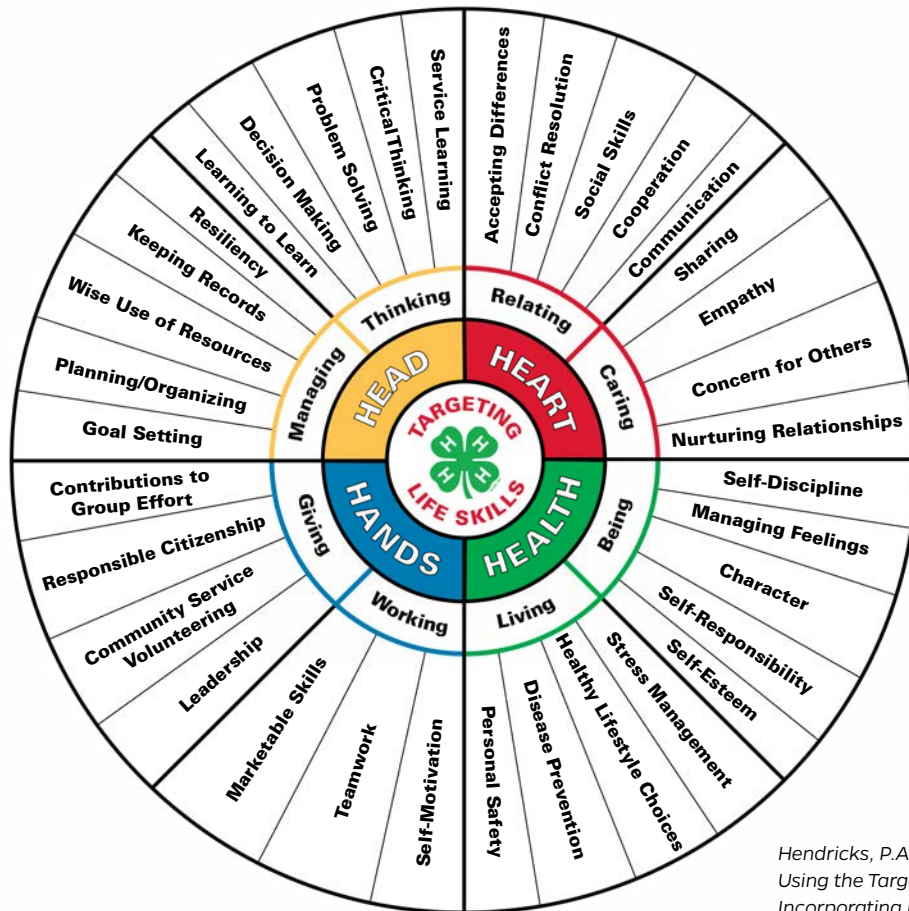 Service Learning
Critical Thinking
Problem Solving
Decision Making
Learning to Learn
Resiliency
Keeping Records
Wise Use of Resources
Planning/Organizing
Goal Setting
Accepting Differences
Conflict Resolution
Social Skills
Cooperation
Communication
Sharing
Empathy
Concern for Others
Nurturing Relationships
Thinking
Managing
Relating
Caring
HEAD
HEART
TARGETING
H H
H H
LIFE SKILLS
HANDS
HEALTH
Giving
Working
Being
Living
Contributions to
Group Effort
Responsible Citizenship
Community Service
Volunteering
Leadership
Marketable Skills
Teamwork
Self-Motivation
Self-Discipline
Managing Feelings
Character
Self-Responsibility
Self-Esteem
Stress Management
Healthy Lifestyle Choices
Disease Prevention
Personal Safety
Hendricks, P.A
Using the Targ